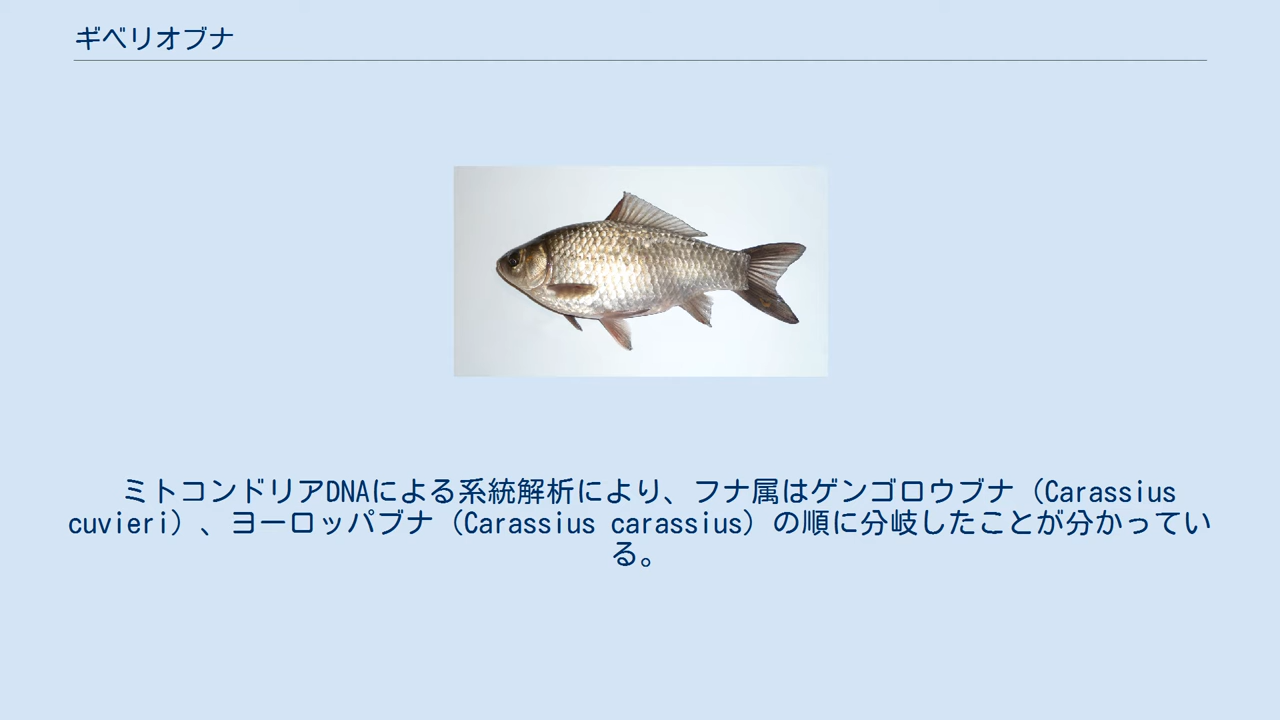 ギベリオブナ
ミトコンドリアDNAによる系統解析により、フナ属はゲンゴロウブナ（Carassius
cuvieri）、ヨーロッパブナ（Carassius carassius）の順に分岐したことが分かってい
る。